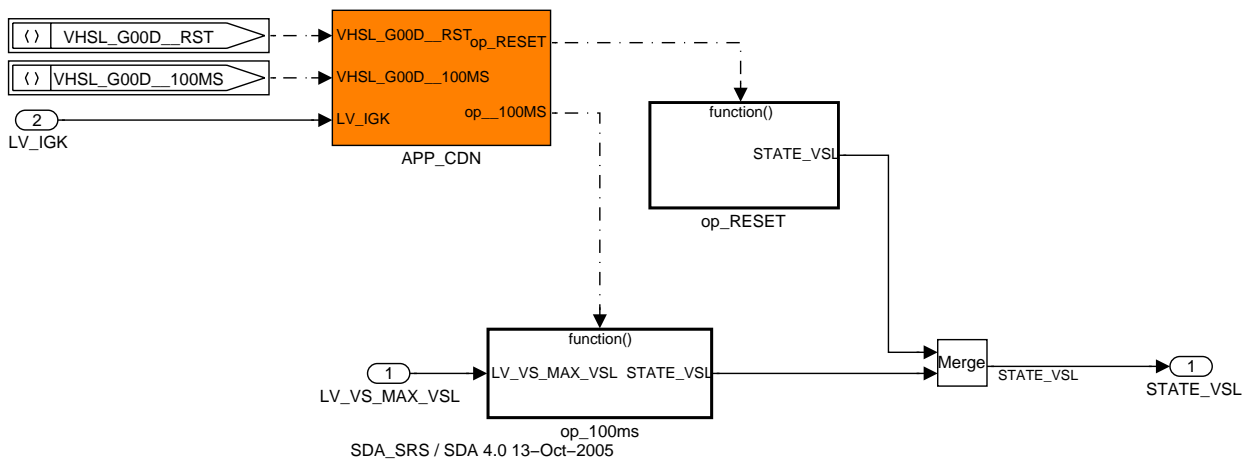 VHSL_G00D__RST
VHSL_G00D__RST
op_RESET
VHSL_G00D__100MS
VHSL_G00D__100MS
op__100MS
2
LV_IGK
LV_IGK
APP_CDN
function()
STATE_VSL
op_RESET
function()
1
LV_VS_MAX_VSL
LV_VS_MAX_VSL
STATE_VSL
op_100ms
Merge
STATE_VSL
1
STATE_VSL
SDA_SRS / SDA 4.0 13–Oct–2005